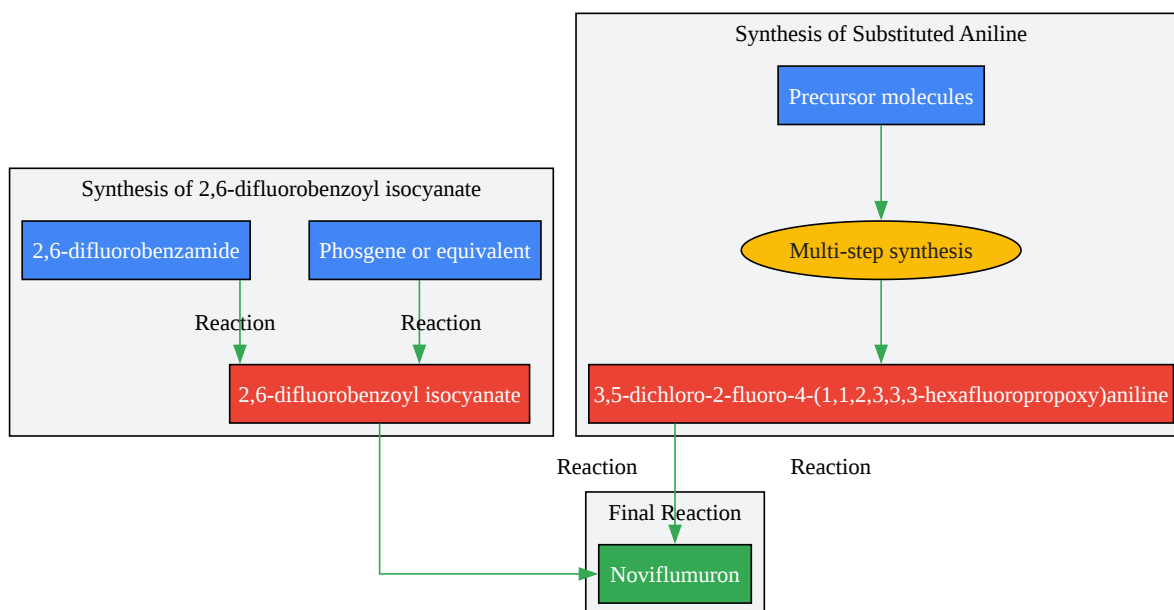 Synthesis of Substituted Aniline
Precursor molecules
Multi-step synthesis
3,5-dichloro-2-fluoro-4-(1,1,2,3,3,3-hexafluoropropoxy)aniline
Synthesis of 2,6-difluorobenzoyl isocyanate
2,6-difluorobenzamide
Phosgene or equivalent
Reaction
Reaction
2,6-difluorobenzoyl isocyanate
Reaction
Reaction
Final Reaction
Noviflumuron